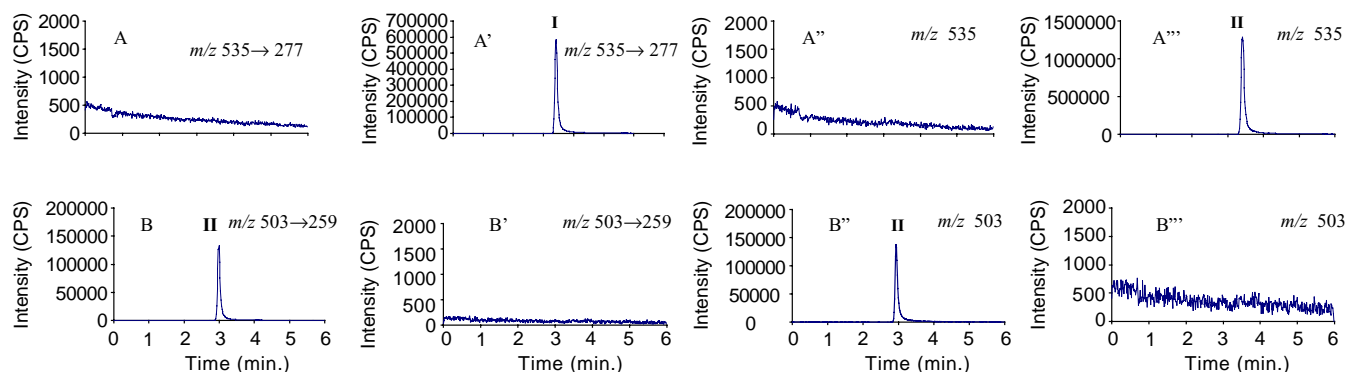 Intensity (CPS)
2000
1500
1000
500
0
A
m/z 535→ 277
Intensity (CPS)
700000
600000
500000
400000
300000
200000
100000
0
A'
I
m/z 535→ 277
Intensity (CPS)
2000
1500
1000
500
0
A''
m/z 535
Intensity (CPS)
1500000
1000000
500000
0
A'''
II
m/z 535
Intensity (CPS)
200000
150000
100000
50000
0
B
II
m/z 503→259
0 1 2 3 4 5 6
Time (min.)
Intensity (CPS)
2000
1500
1000
500
0
B'
m/z 503→259
0 1 2 3 4 5 6
Time (min.)
Intensity (CPS)
200000
150000
100000
50000
0
B''
II
m/z 503
0 1 2 3 4 5 6
Time (min.)
Intensity (CPS)
2000
1500
1000
500
0
B'''
m/z 503
0 1 2 3 4 5 6
Time (min.)